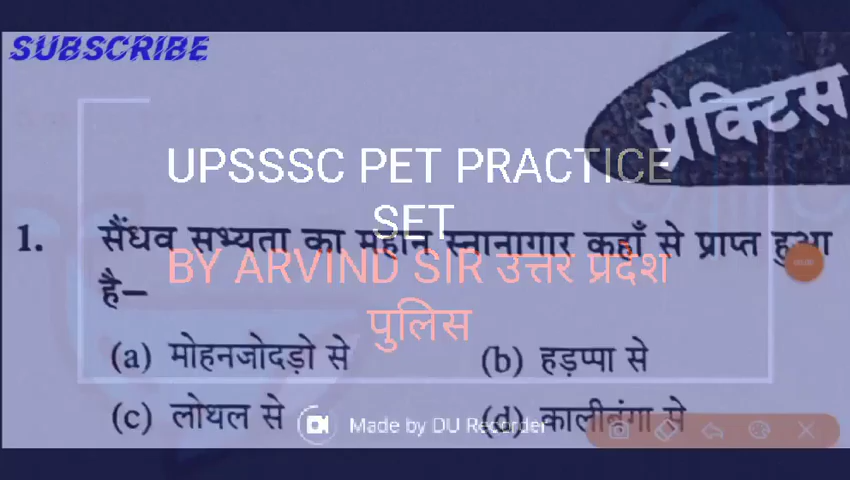 SUBSCRIBE
प्रैक्टिस
UPSSSC PET PRACTICE
SET
1. सैंधव सभ्यता का महान स्नानागार कहाँ से प्राप्त हुआ
BY ARVIND SIR उत्तर प्रदेश
है–
पुलिस
(a) मोहनजोदड़ो से (b) हड़प्पा से
(c) लोथल से (d) कालीबंगा से
Made by DU Recorder